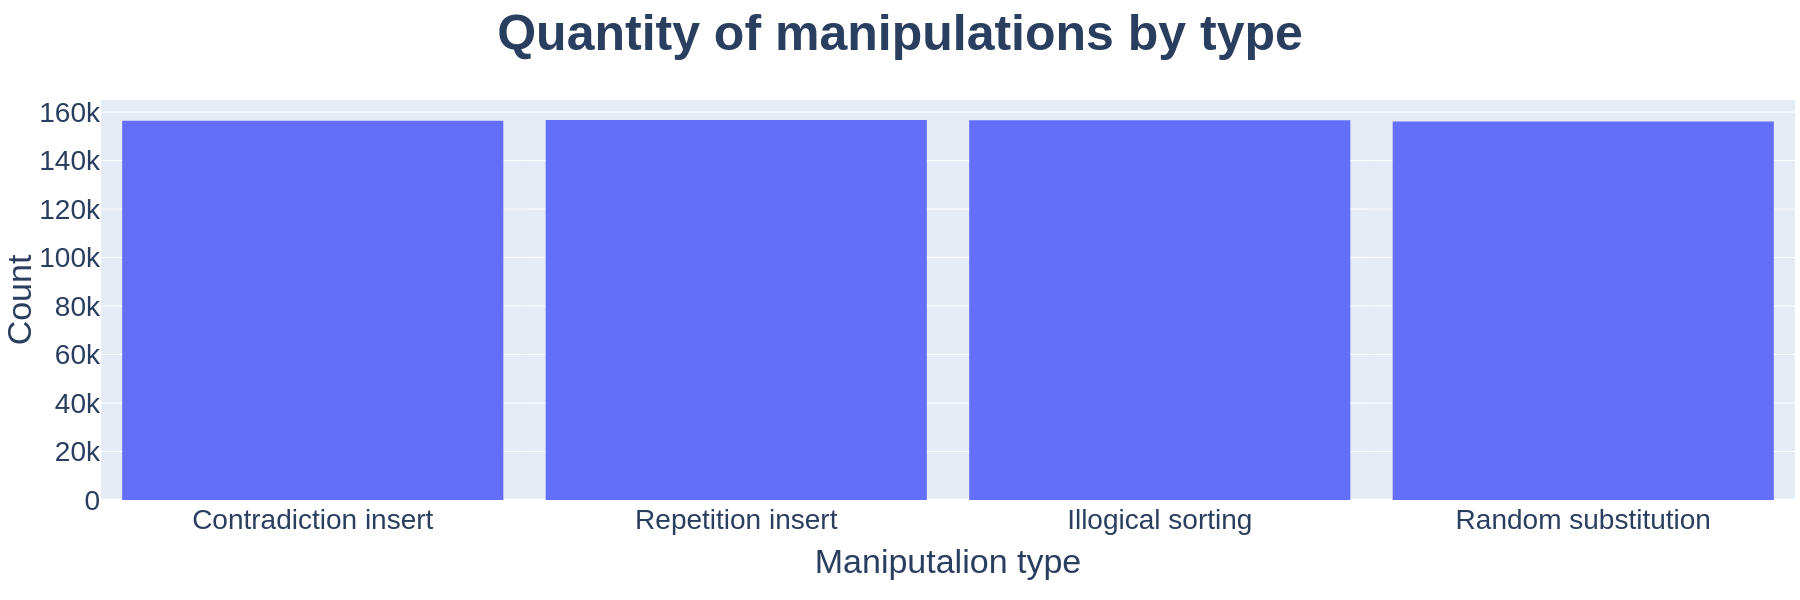 Quantity of manipulations by type
160k
140k
120k
100k
80k
60k
40k
20k
0
Count
Contradiction insert
Repetition insert
Illogical sorting
Random substitution
Maniputalion type